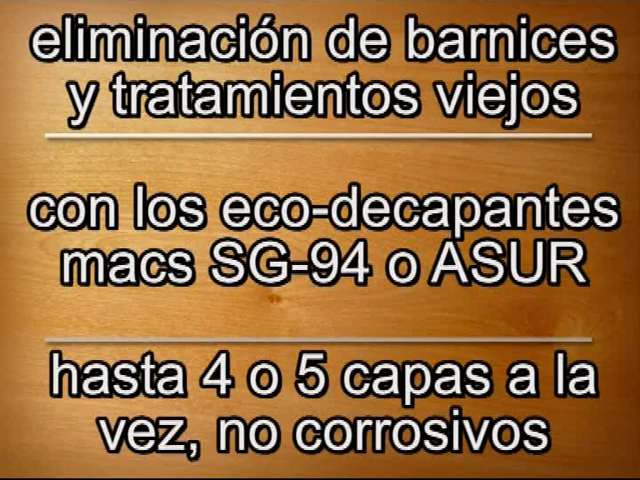 eliminación de barnices
y tratamientos viejos
con los eco-decapantes
macs SG-94 o ASUR
hasta 4 o 5 capas a la
vez, no corrosivos